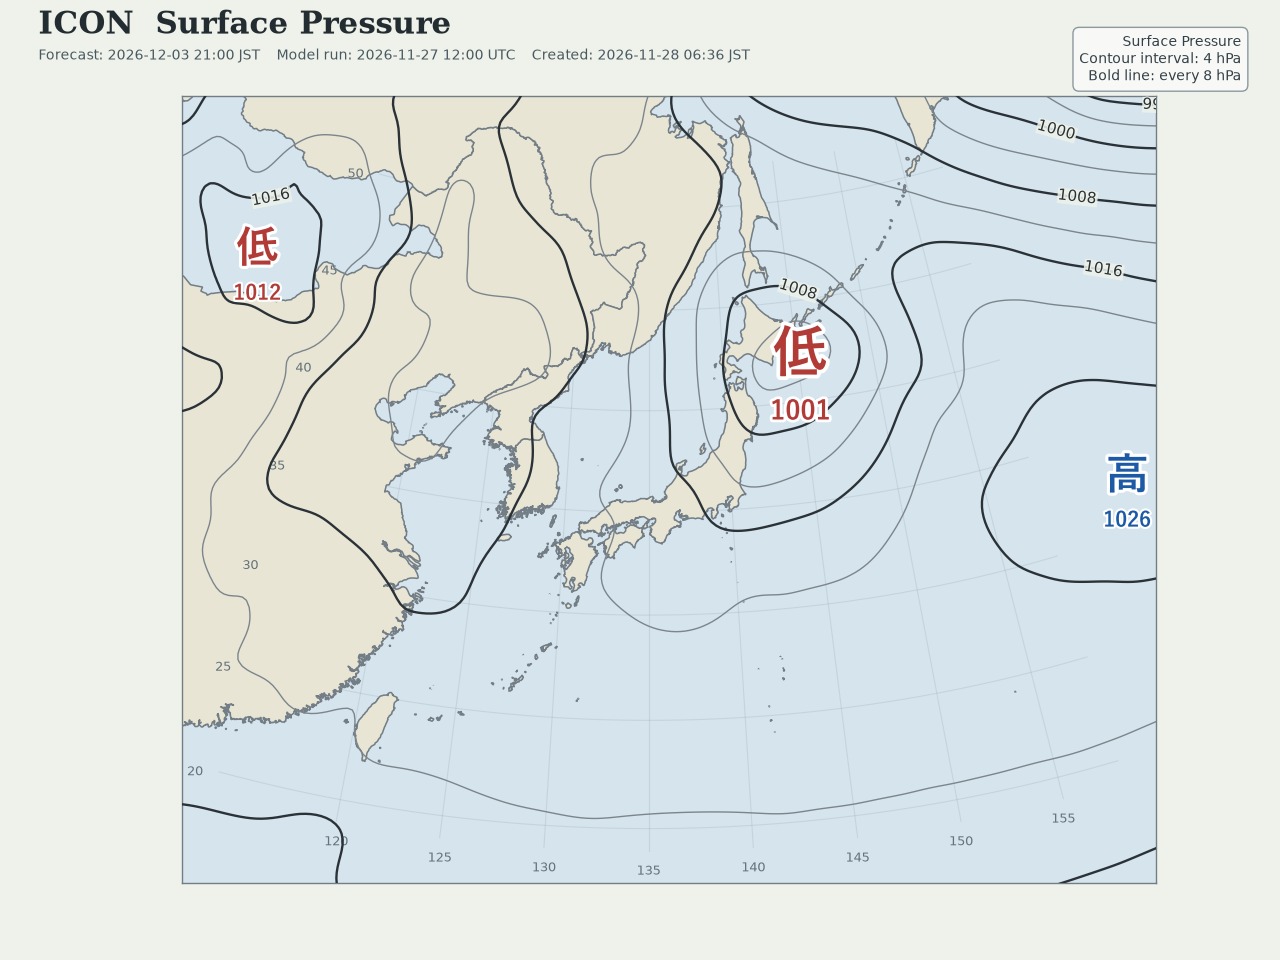 ICON  Surface Pressure
Forecast: 2026-12-03 21:00 JST    Model run: 2026-11-27 12:00 UTC    Created: 2026-11-28 06:36 JST
Surface Pressure
Contour interval: 4 hPa
Bold line: every 8 hPa
1000
50
1016
1008
低
1012
45
1016
1008
低
1001
40
35
高
1026
30
25
20
120
125
130
135
140
145
150
155